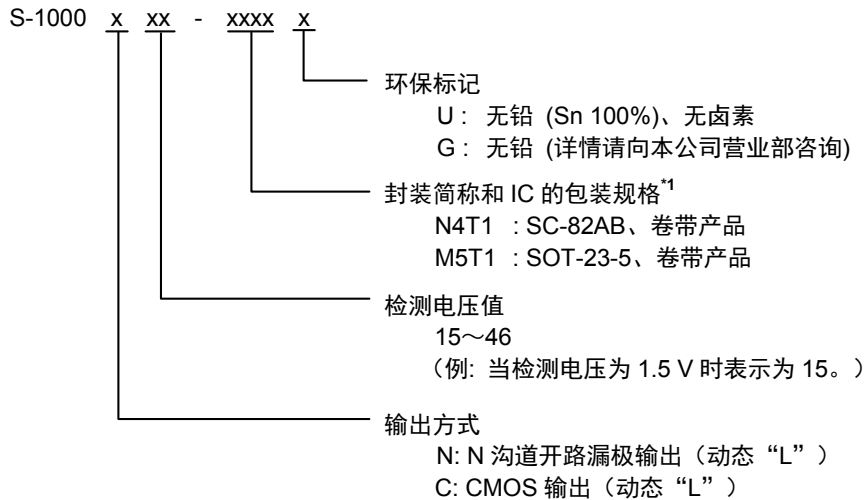 S-1000 x xx - xxxx x
环保标记
U : 无铅 (Sn 100%)、无卤素
G : 无铅 (详情请向本公司营业部咨询)
封装简称和 IC 的包装规格*1
N4T1 : SC-82AB、卷带产品
M5T1 : SOT-23-5、卷带产品
检测电压值
15～46
（例: 当检测电压为 1.5 V 时表示为 15。）
输出方式
N: N 沟道开路漏极输出（动态“L”）
C: CMOS 输出（动态“L”）